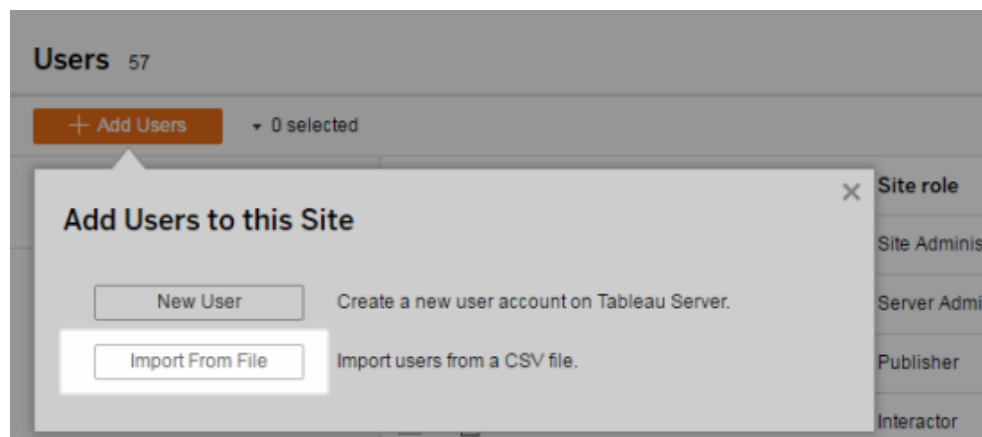 Users 57
+ Add Users 0 selected
Site role
Add Users to this Site
Site Adminis
New User Create a new user account on Tableau Server.
Server Admi
Import From File Import users from a CSV file.
Publisher
Interactor